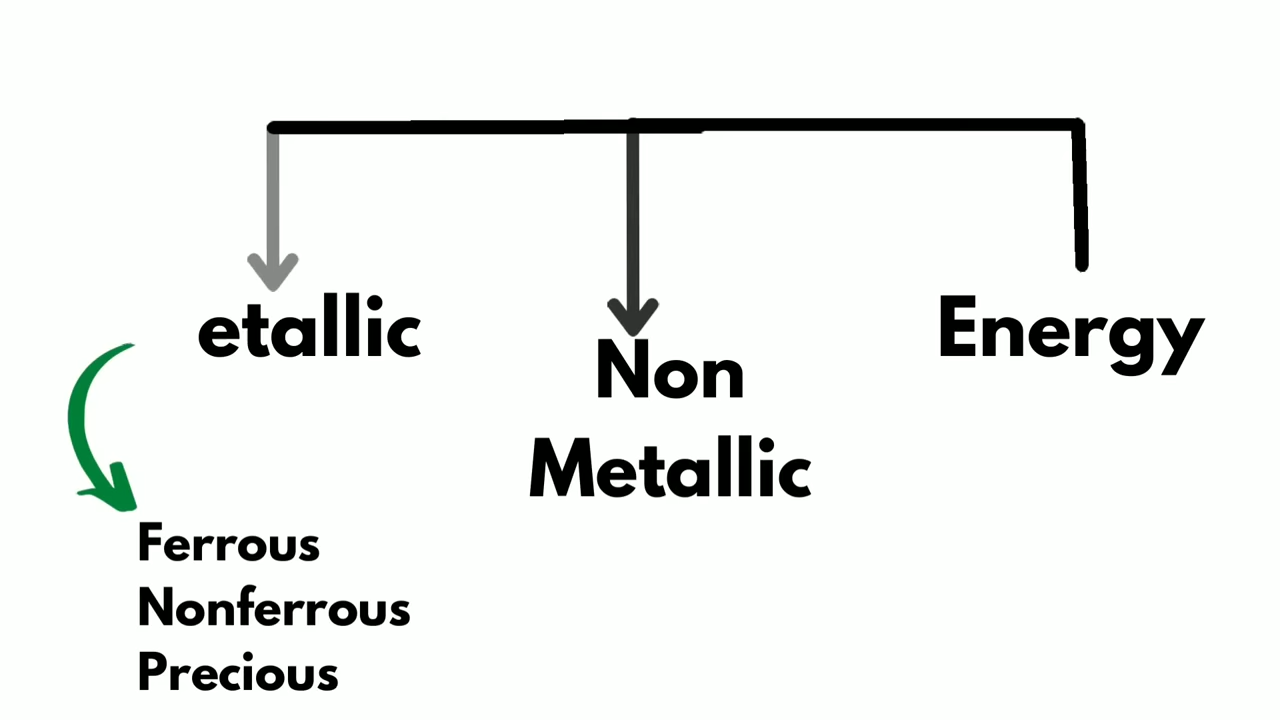 etallic
Non
Metallic
Energy
Ferrous
Nonferrous
Precious